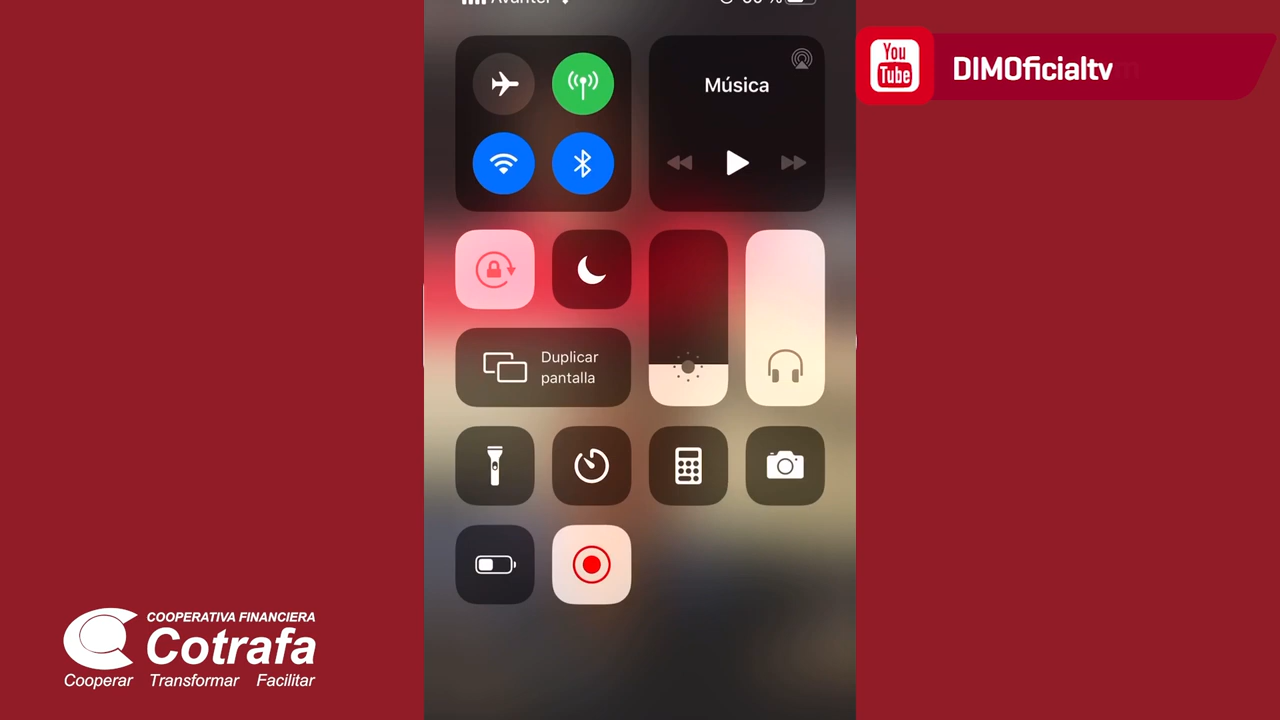 You
Tube
DIMOficialtv
Música
Duplicar
pantalla
COOPERATIVA FINANCIERA
Cotrafa
Cooperar Transformar Facilitar